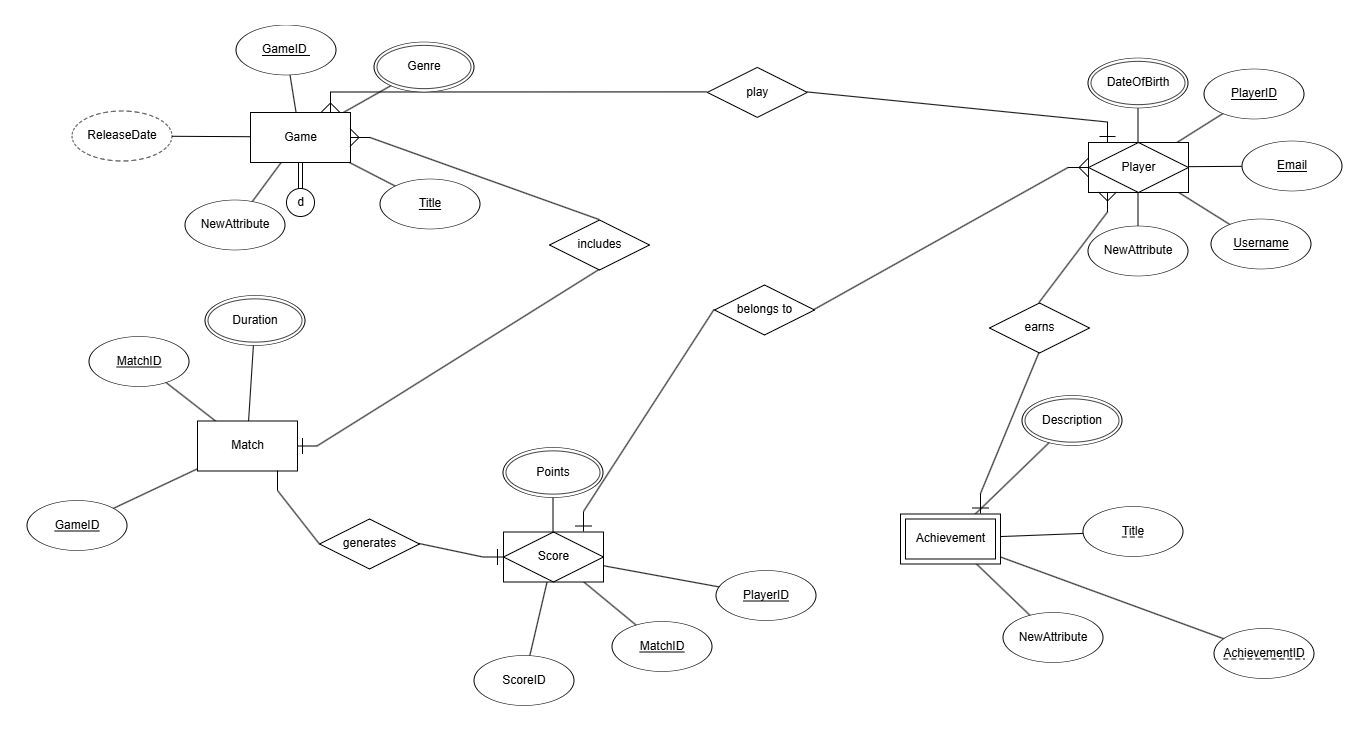 GameID
Genre
play
DateOfBirth
PlayerID
ReleaseDate
Game
Player
Email
d
Title
NewAttribute
includes
NewAttribute
Username
Duration
belongs to
earns
MatchID
Match
Description
Points
GameID
generates
Score
Achievement
Title
PlayerID
NewAttribute
MatchID
AchievementID
ScoreID